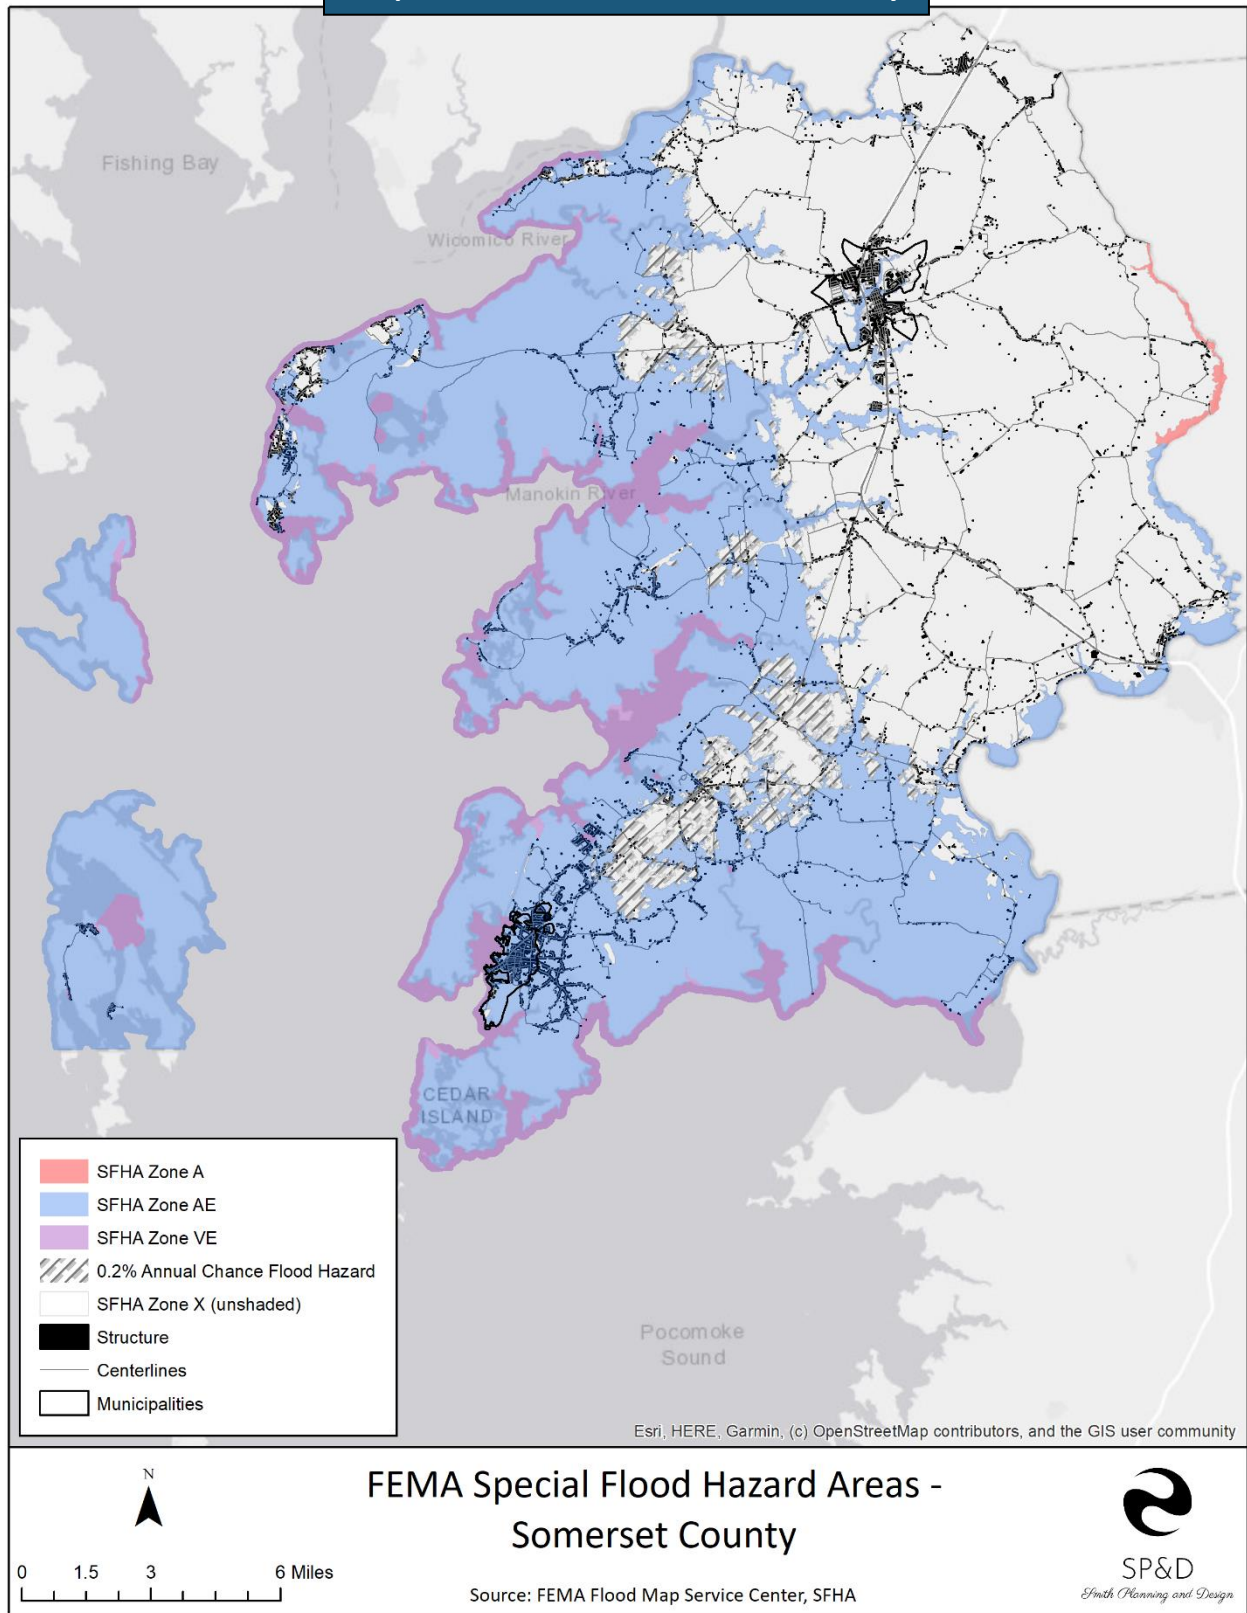 Fishing Bay
Wicomico River
Manokin River
CEDAR
ISLAND
Pocomoke
Sound
SFHA Zone A
SFHA Zone AE
SFHA Zone VE
0.2% Annual Chance Flood Hazard
SFHA Zone X (unshaded)
Structure
Centerlines
Municipalities
Esri, HERE, Garmin, (c) OpenStreetMap contributors, and the GIS user community
N
0 1.5 3 6 Miles
FEMA Special Flood Hazard Areas -
Somerset County
Source: FEMA Flood Map Service Center, SFHA
SP&D
Smith Planning and Design